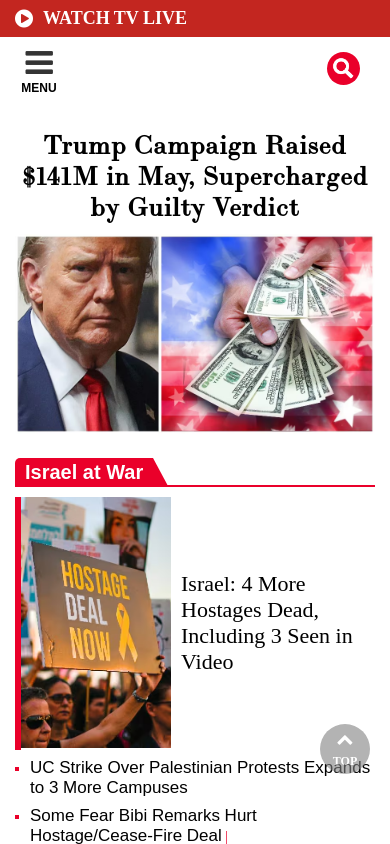 WATCH TV LIVE
MENU
Trump Campaign Raised
$141M in May, Supercharged
by Guilty Verdict
Israel at War
HOSTAGE
DEAL
NOW
Israel: 4 More
Hostages Dead,
Including 3 Seen in
Video
TOP
UC Strike Over Palestinian Protests Expands
to 3 More Campuses
Some Fear Bibi Remarks Hurt
Hostage/Cease-Fire Deal |